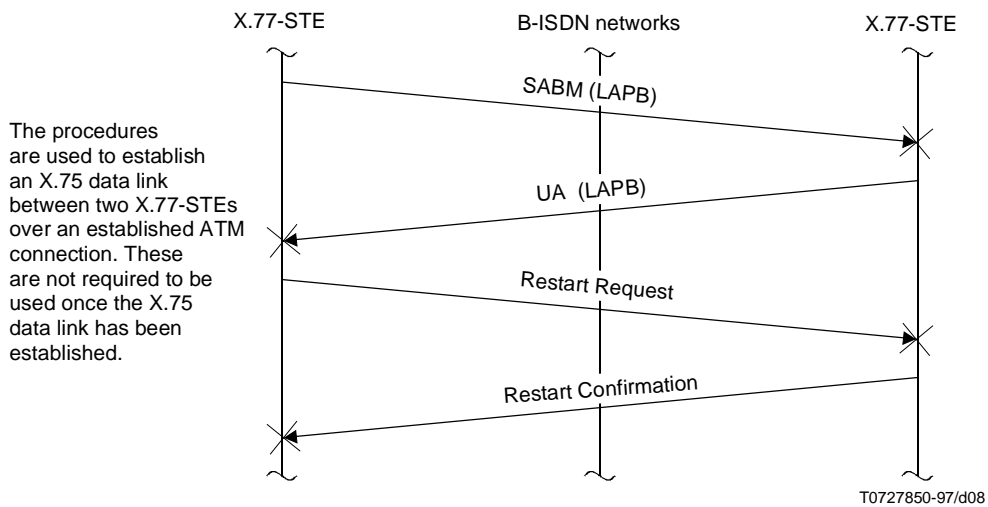 X.77-STE
B-ISDN networks
X.77-STE
SABM (LAPB)
The procedures
are used to establish
an X.75 data link
between two X.77-STEs
over an established ATM
connection. These
are not required to be
used once the X.75
data link has been
established.
UA (LAPB)
Restart Request
Restart Confirmation
T0727850-97/d08